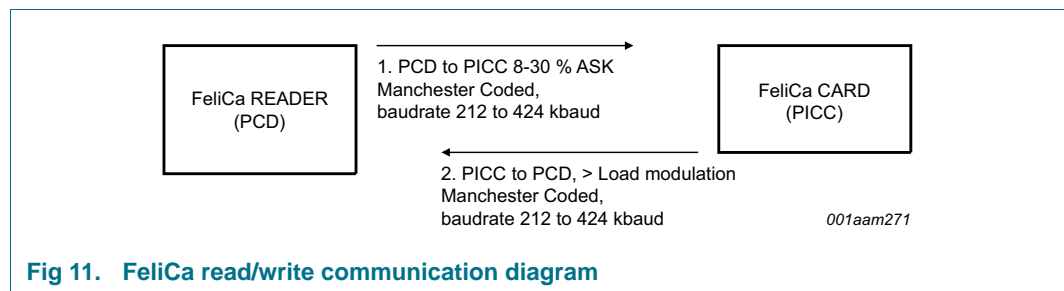 FeliCa READER
(PCD)
1. PCD to PICC 8-30 % ASK
Manchester Coded,
baudrate 212 to 424 kbaud
FeliCa CARD
(PICC)
2. PICC to PCD, > Load modulation
Manchester Coded,
baudrate 212 to 424 kbaud
001aam271
Fig 11. FeliCa read/write communication diagram